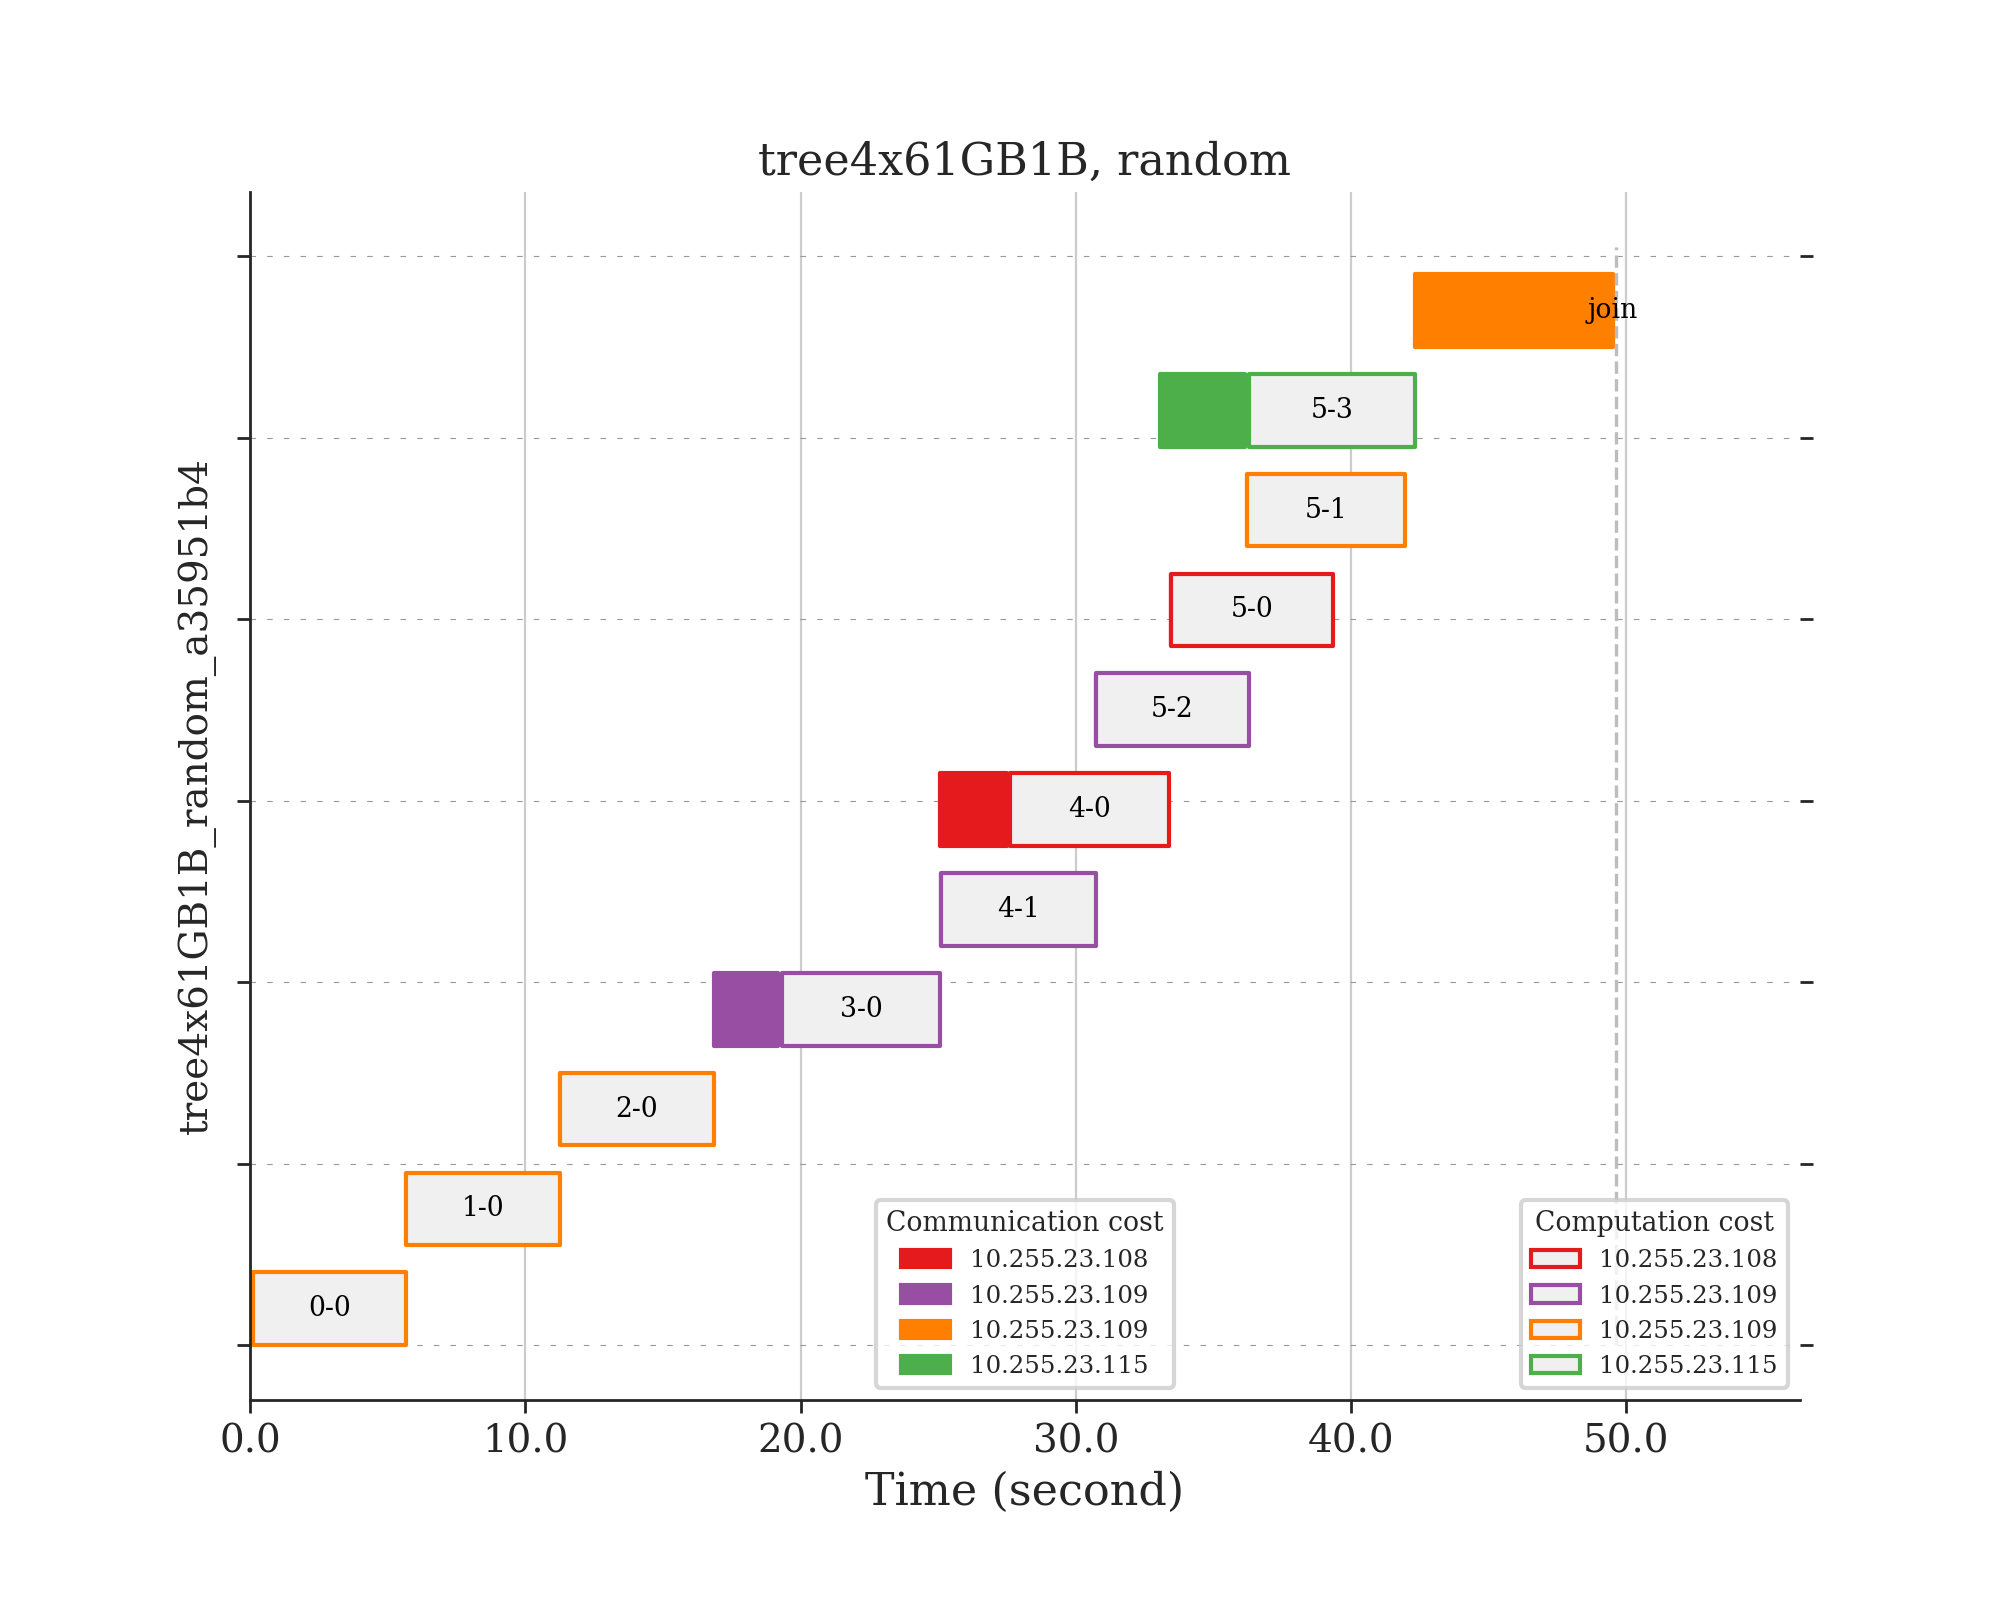 tree4x61GB1B, random
tree4x61GB1B_random_a35951b4
join
5-3
5-1
5-0
5-2
4-0
4-1
3-0
2-0
1-0
0-0
Communication cost
10.255.23.108
10.255.23.109
10.255.23.109
10.255.23.115
Computation cost
10.255.23.108
10.255.23.109
10.255.23.109
10.255.23.115
0.0 10.0 20.0 30.0 40.0 50.0
Time (second)